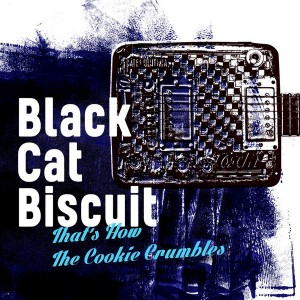 Black
Cat
Biscuit
That's How
The Cookie Crumbles